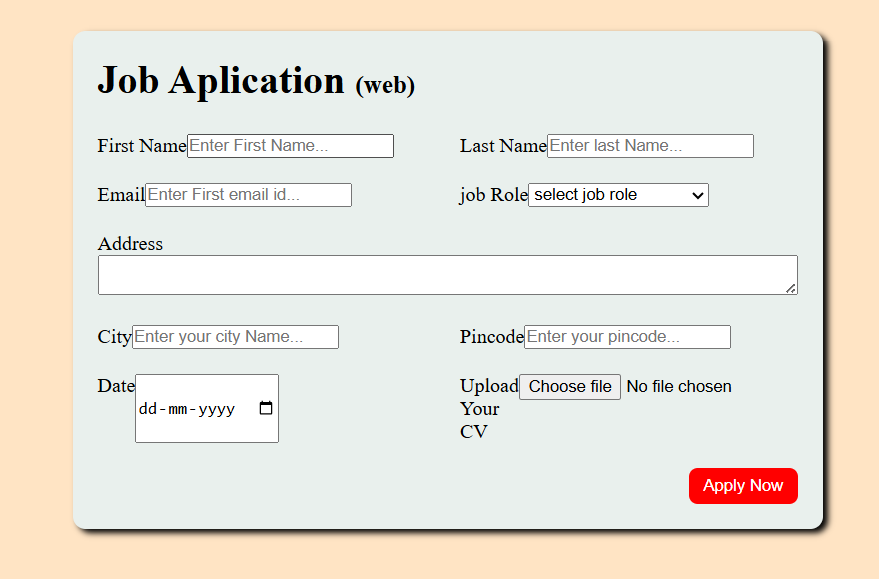 Job Aplication (web)
First Name Enter First Name... Last Name Enter last Name...
Email Enter First email id... job Role select job role
Address
City Enter your city Name... Pincode Enter your pincode...
Date dd-mm-yyyy Upload Your CV Choose file No file chosen
Apply Now